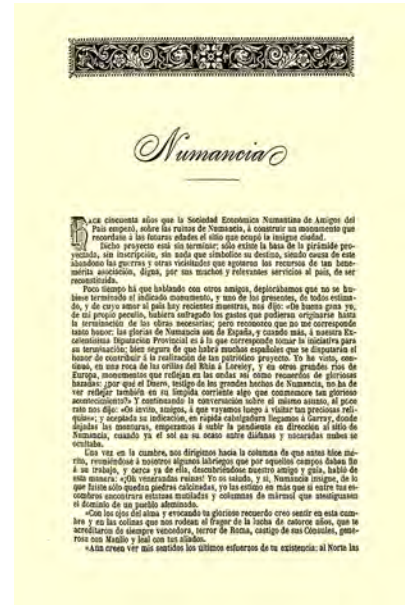 Numancia
HACE cincuenta años que la Sociedad Económica Numantina de Amigos del
País empezó, sobre las ruinas de Numancia, á construir un monumento que
recordase á las futuras edades el sitio que ocupó la insigne ciudad.
Dicho proyecto está sin terminar; sólo existe la basa de la pirámide pro-
yectada, sin inscripción, sin nada que simbolice su destino, siendo causa de este
abandono las guerras y otras vicisitudes que agotaron los recursos de tan bene-
mérita asociación, digna, por sus muchos y relevantes servicios al país, de ser
reconstituída.
Poco tiempo há que hablando con otros amigos, deplorábamos que no se hu-
biese terminado el indicado monumento, y uno de los presentes, de todos estima-
do, y de cuyo amor al país hay recientes muestras, nos dijo: «De buena gana yo,
de mi propio peculio, hubiera sufragado los gastos que pudieran originarse hasta
la terminación de las obras necesarias; pero reconozco que no me corresponde
tanto honor: las glorias de Numancia son de España, y cuando más, á nuestra Ex-
celentísima Diputación Provincial es á la que corresponde tomar la iniciativa para
su terminación; bien seguro de que habrá muchos españoles que se disputarían el
honor de contribuir á la realización de tan patriótico proyecto. Yo he visto, con-
tinuó, en una roca de las orillas del Rhin á Loreley, y en otros grandes ríos de
Europa, monumentos que reflejan en las ondas así como recuerdos de gloriosas
hazañas: ¿por qué el Duero, testigo de los grandes hechos de Numancia, no ha de
ver reflejar también en su límpida corriente algo que conmemore tan glorioso
acontecimiento?» Y continuando la conversación sobre el mismo asunto, al poco
rato nos dijo: «Os invito, amigos, á que vayamos luego á visitar tan preciosas reli-
quias»; y aceptada su indicación, en rápida cabalgadura llegamos á Garray, donde
dejadas las monturas, empezamos á subir la pendiente en dirección al sitio de
Numancia, cuando ya el sol en su ocaso entre diáfanas y nacaradas nubes se
ocultaba.
Una vez en la cumbre, nos dirigimos hacia la columna de que antes hice mé-
rito, reuniéndose á nosotros algunos labriegos que por aquellos campos daban fin
á su trabajo, y cerca ya de ella, descubriéndose nuestro amigo y guía, habló de
esta manera: «¡Oh venerandas ruinas! Yo os saludo, y si, Numancia insigne, de lo
que fuiste sólo quedan piedras calcinadas, yo las estimo en más que si entre tus es-
combros encontrara estatuas mutiladas y columnas de mármol que atestiguasen
el dominio de un pueblo afeminado.
«Con los ojos del alma y evocando tu glorioso recuerdo creo sentir en esta cum-
bre y en las colinas que nos rodean el fragor de la lucha de catorce años, que te
acreditaron de siempre vencedora, terror de Roma, castigo de sus Cónsules, gene-
rosa con Manlio y leal con tus aliados.
«Aun creen ver mis sentidos los últimos esfuerzos de tu existencia; al Norte las